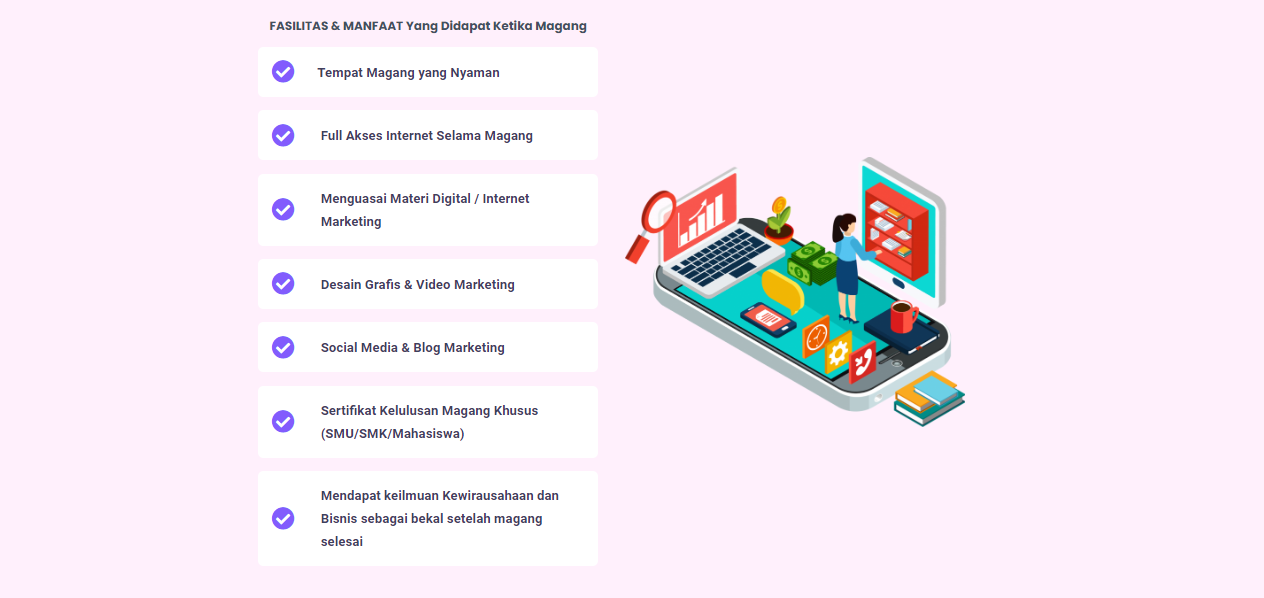 FASILITAS & MANFAAT Yang Didapat Ketika Magang
Tempat Magang yang Nyaman
Full Akses Internet Selama Magang
Menguasai Materi Digital / Internet
Marketing
Desain Grafis & Video Marketing
Social Media & Blog Marketing
Sertifikat Kelulusan Magang Khusus
(SMU/SMK/Mahasiswa)
Mendapat keilmuan Kewirausahaan dan
Bisnis sebagai bekal setelah magang
selesai